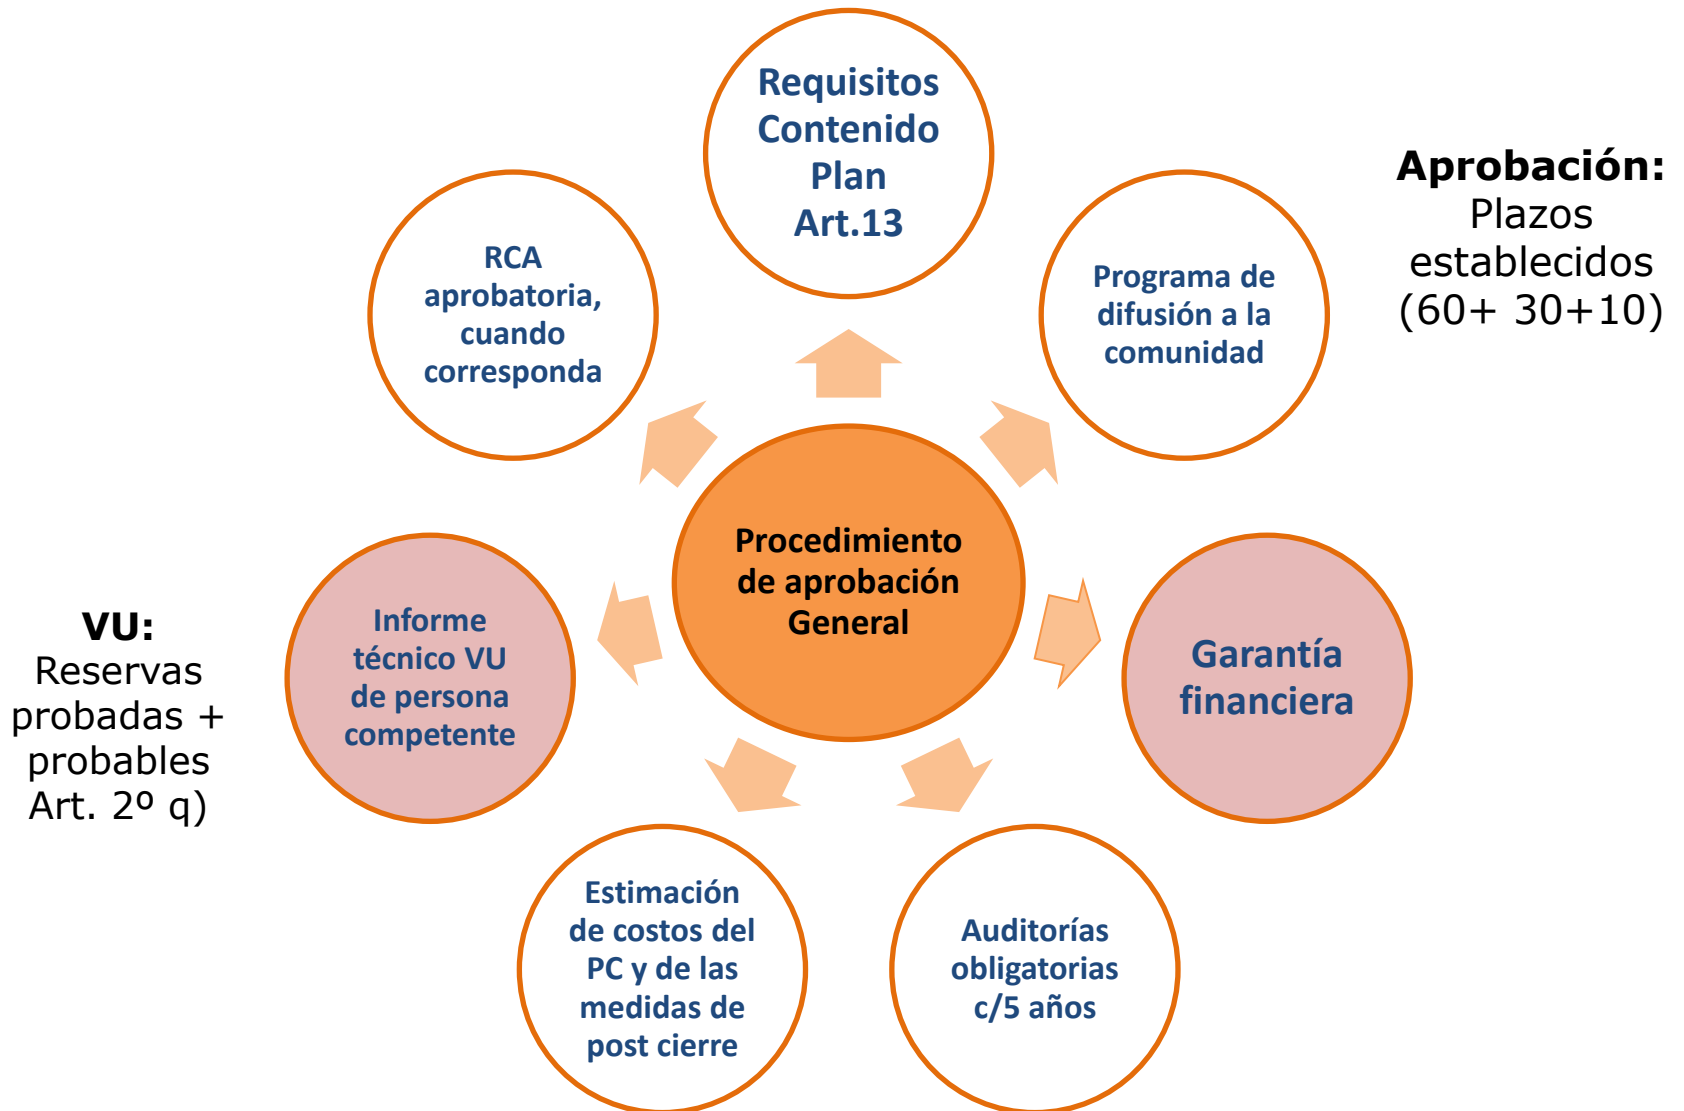 Requisitos
Contenido
Plan
Art.13
Aprobación:
Plazos
establecidos
(60+ 30+10)
RCA
aprobatoria,
cuando
corresponda
Programa de
difusión a la
comunidad
Procedimiento
de aprobación
General
VU:
Reservas
probadas +
probables
Art. 2º q)
Informe
técnico VU
de persona
competente
Garantía
financiera
Estimación
de costos del
PC y de las
medidas de
post cierre
Auditorías
obligatorias
c/5 años